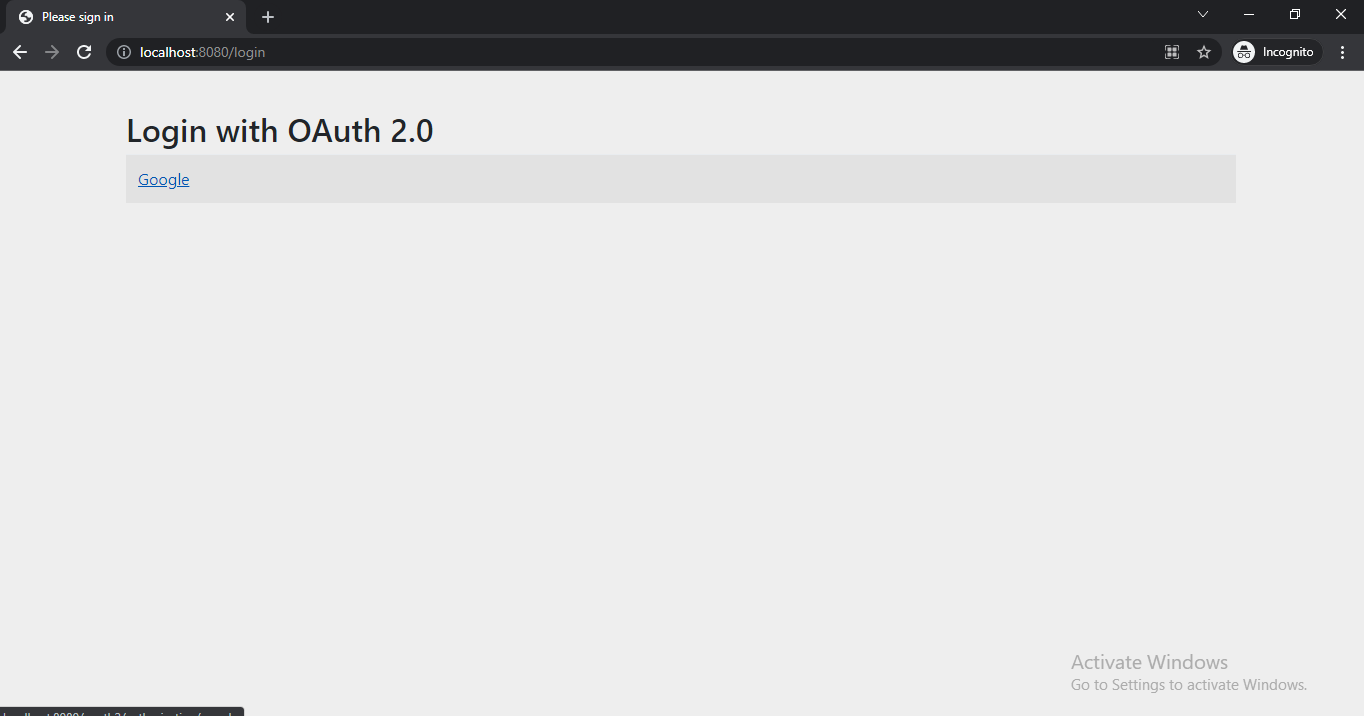 Please sign in
localhost:8080/login
Incognito
Login with OAuth 2.0
Google
Activate Windows
Go to Settings to activate Windows.